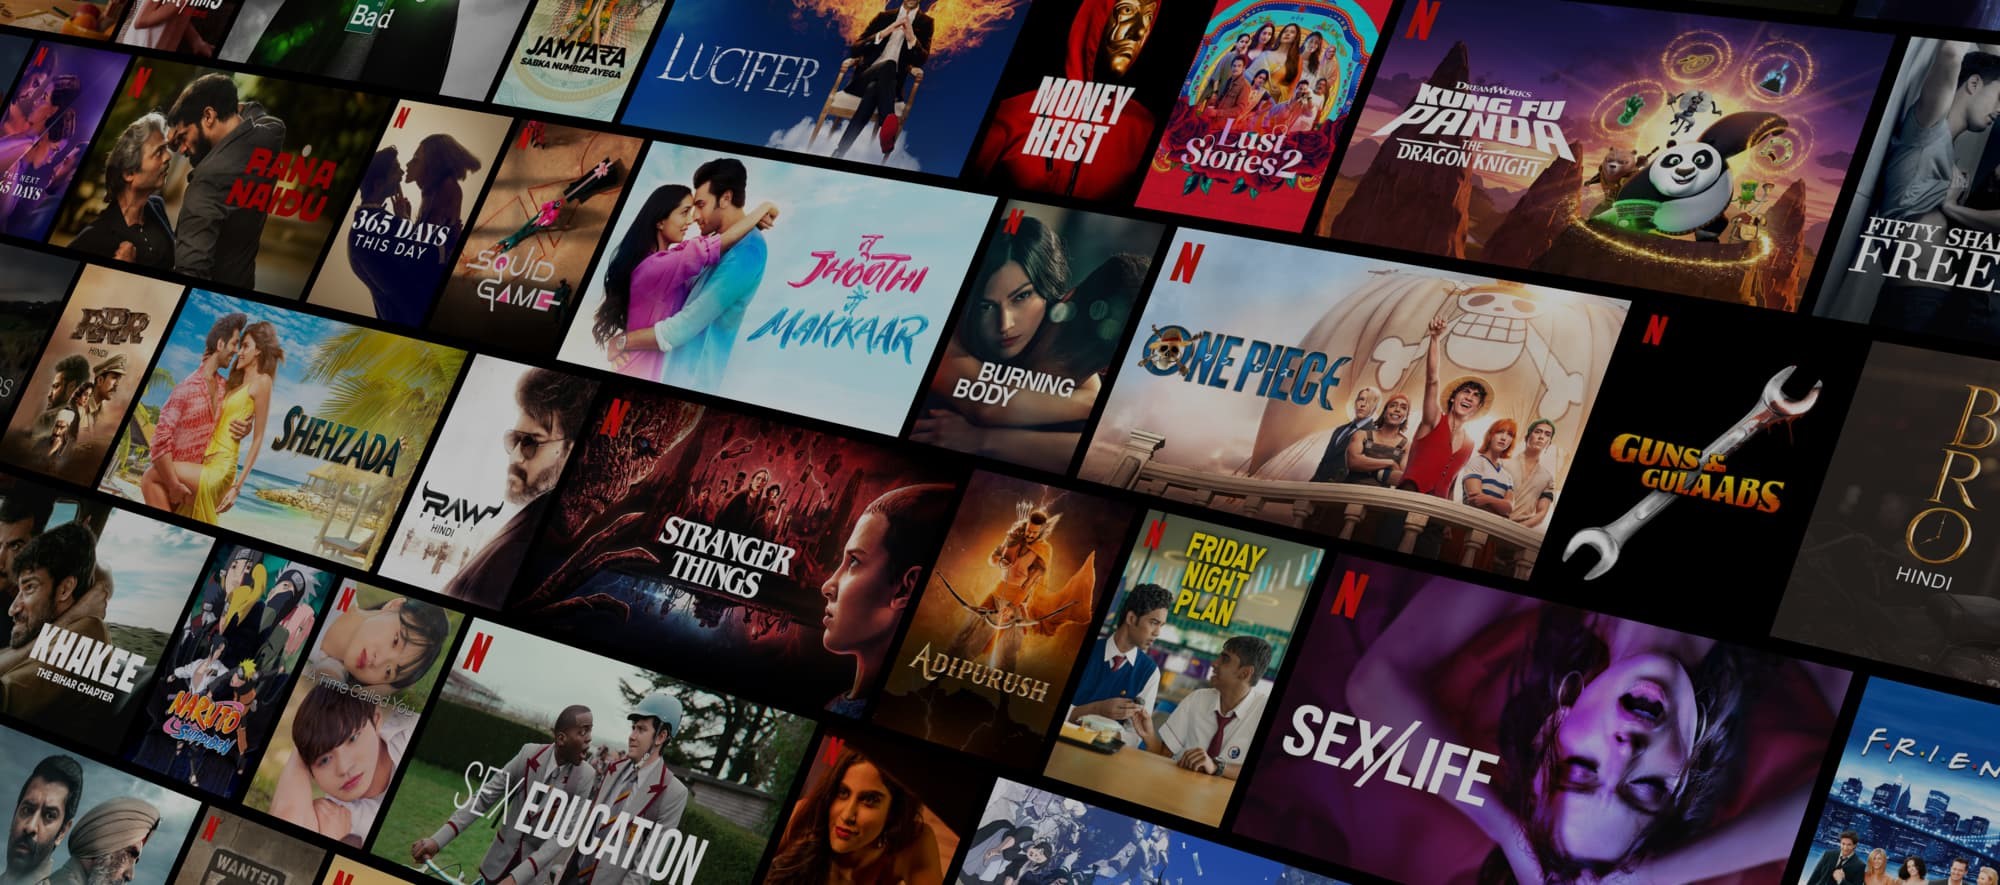 Bad
JAMTARA
SABKA NUMBER AYEGA
LUCIFER
MONEY
HEIST
Lust
Stories 2
N
DREAMWORKS
KUNG FU
PANDA
THE
DRAGON KNIGHT
FIFTY
FREE
N
THE NEXT
365 DAYS
N
RANA
NAIDU
N
365 DAYS
THIS DAY
N
SQUID
GAME
तू
JHOOTHI
मैं
MAKKAAR
N
BURNING
BODY
N
ONE PIECE
N
GUNS &
GULAABS
BRO
HINDI
RRR
HINDI
SHEHZADA
RAW
BEAST
HINDI
N
STRANGER
THINGS
ADIPURUSH
N
FRIDAY
NIGHT
PLAN
N
SEX/LIFE
F·R·I·E·N
KHAKEE
THE BIHAR CHAPTER
NARUTO
SHIPPUDEN
N
A Time Called You
N
SEX EDUCATION
N
N
WANTED
N